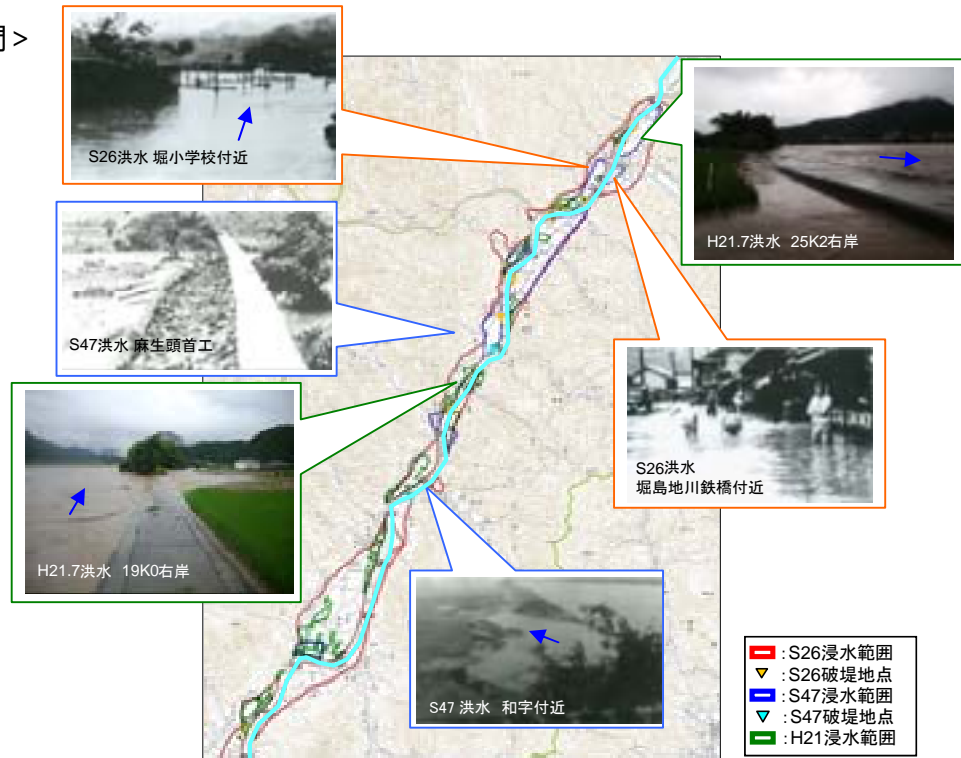 >
S26洪水 堀小学校付近
H21.7洪水 25K2右岸
S47洪水 麻生頭首工
S26洪水
堀島地川鉄橋付近
H21.7洪水 19K0右岸
S47 洪水 和字付近
:S26浸水範囲
:S26破堤地点
:S47浸水範囲
:S47破堤地点
:H21浸水範囲